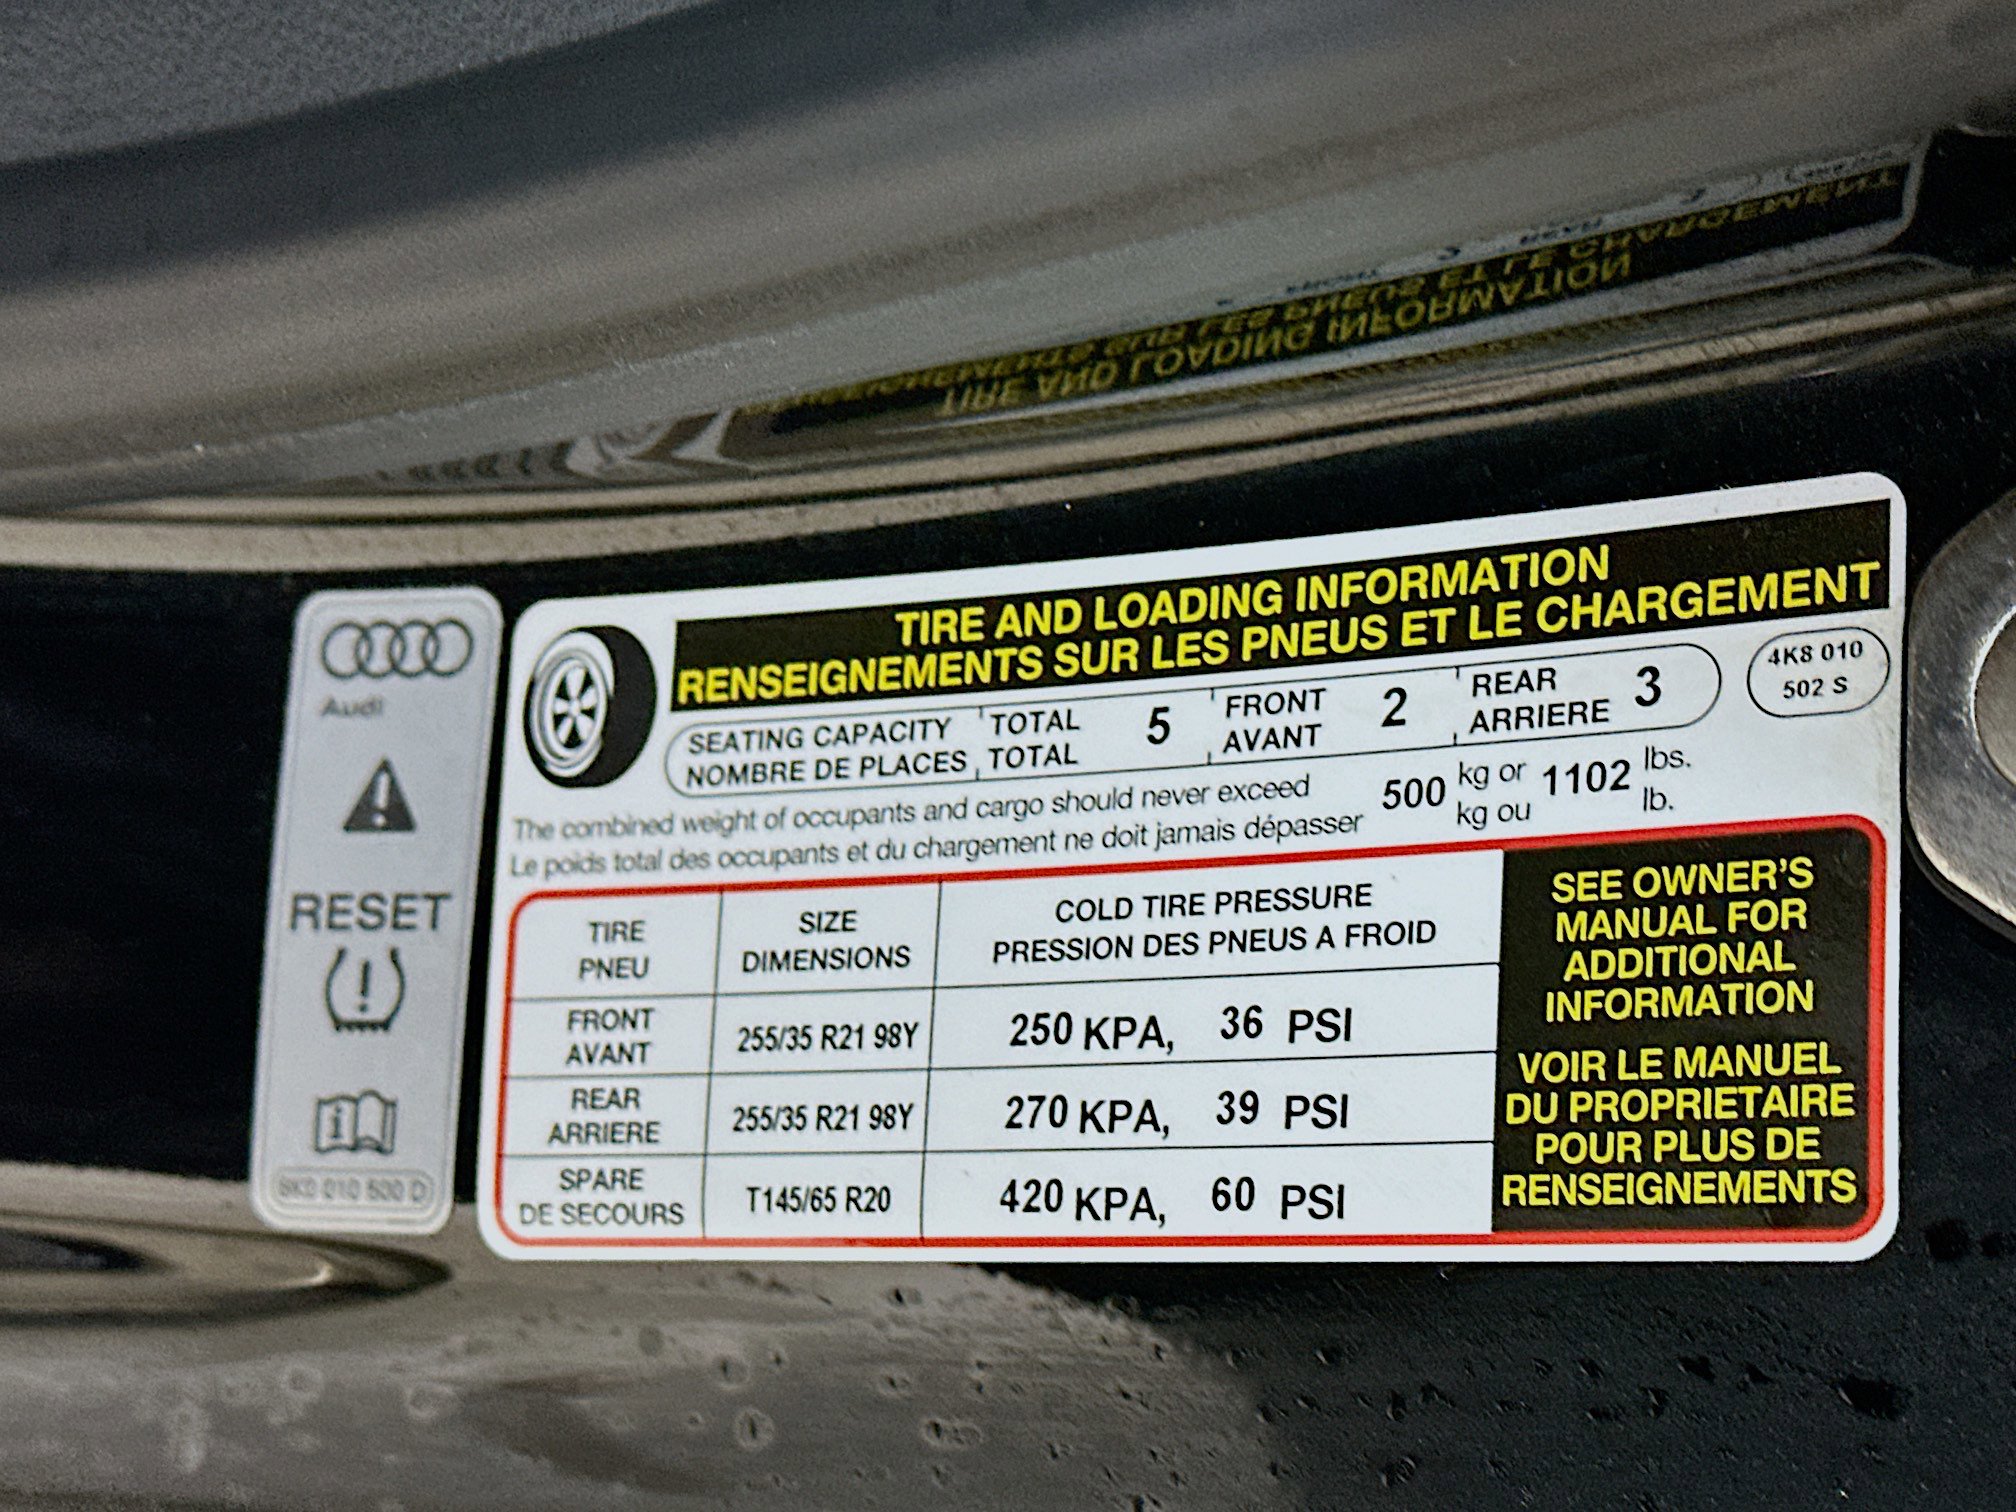 TIRE AND LOADING INFORMATION
RENSEIGNEMENTS SUR LES PNEUS ET LE CHARGEMENT
SEATING CAPACITY TOTAL 5 FRONT 2 REAR 3
NOMBRE DE PLACES TOTAL AVANT ARRIERE
4K8 010
502 S
The combined weight of occupants and cargo should never exceed 500 kg or 1102 lbs.
Le poids total des occupants et du chargement ne doit jamais dépasser kg ou lb.
TIRE SIZE COLD TIRE PRESSURE
PNEU DIMENSIONS PRESSION DES PNEUS A FROID
FRONT
AVANT
255/35 R21 98Y 250 KPA, 36 PSI
REAR
ARRIERE
255/35 R21 98Y 270 KPA, 39 PSI
SPARE
DE SECOURS
T145/65 R20 420 KPA, 60 PSI
SEE OWNER'S
MANUAL FOR
ADDITIONAL
INFORMATION
VOIR LE MANUEL
DU PROPRIETAIRE
POUR PLUS DE
RENSEIGNEMENTS
Audi
RESET